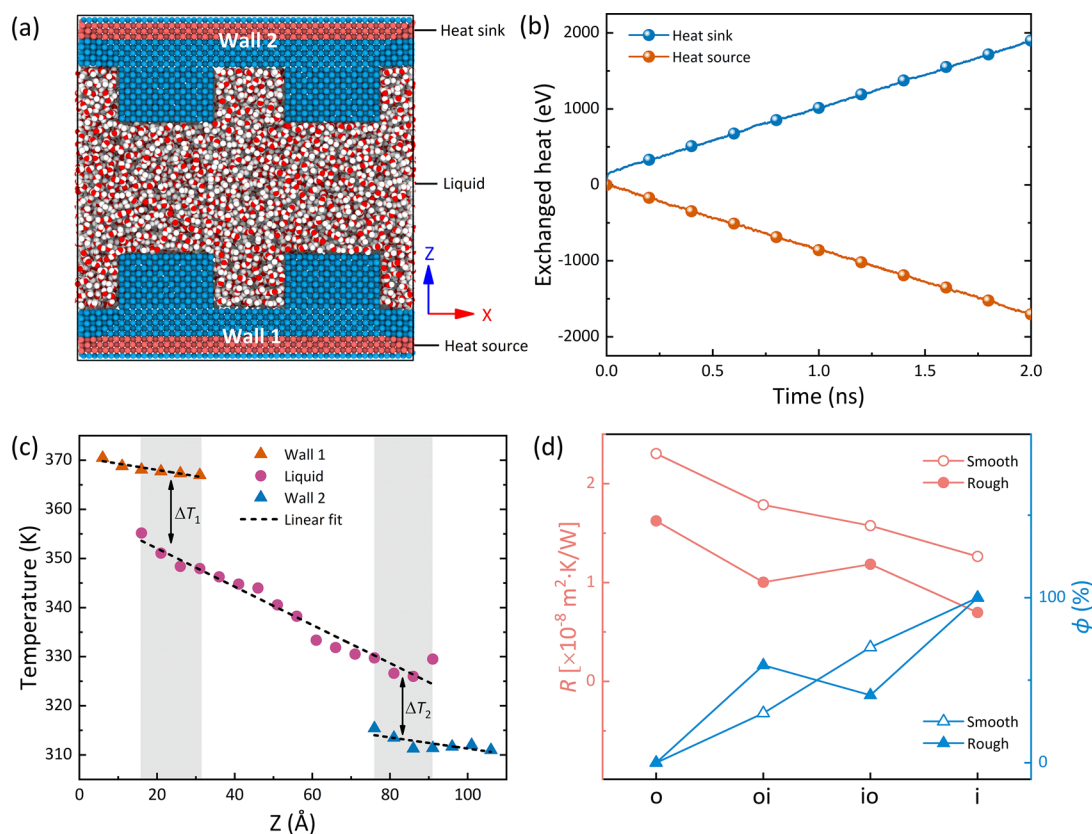 (a)
Wall 2
Heat sink
Liquid
Z
X
Wall 1
Heat source
(b)
Heat sink
Heat source
Exchanged heat (eV)
2000
1000
0
-1000
-2000
0.0 0.5 1.0 1.5 2.0
Time (ns)
(c)
Wall 1
Liquid
Wall 2
Linear fit
ΔT1
ΔT2
Temperature (K)
370
360
350
340
330
320
310
0 20 40 60 80 100
Z (Å)
(d)
Smooth
Rough
R [×10⁻⁸ m²·K/W]
2
1
0
100
0
ϕ (%)
Smooth
Rough
o oi io i